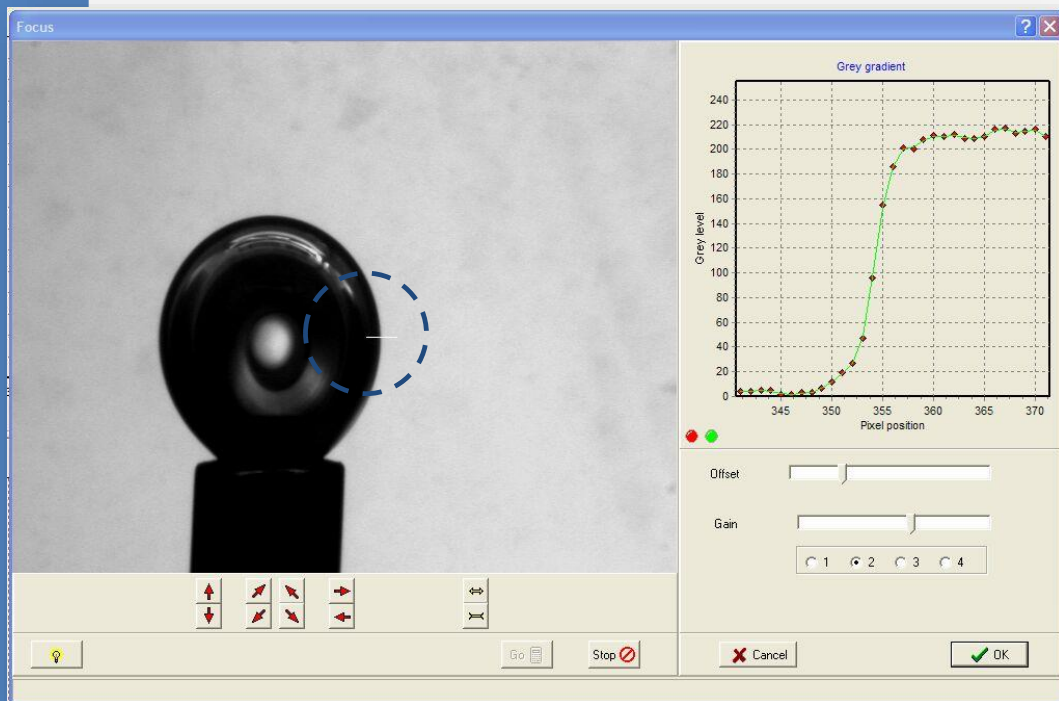 Focus
Grey gradient
Grey level
240
220
200
180
160
140
120
100
80
60
40
20
0
345 350 355 360 365 370
Pixel position
Offset
Gain
1 2 3 4
Go
Stop
Cancel
OK